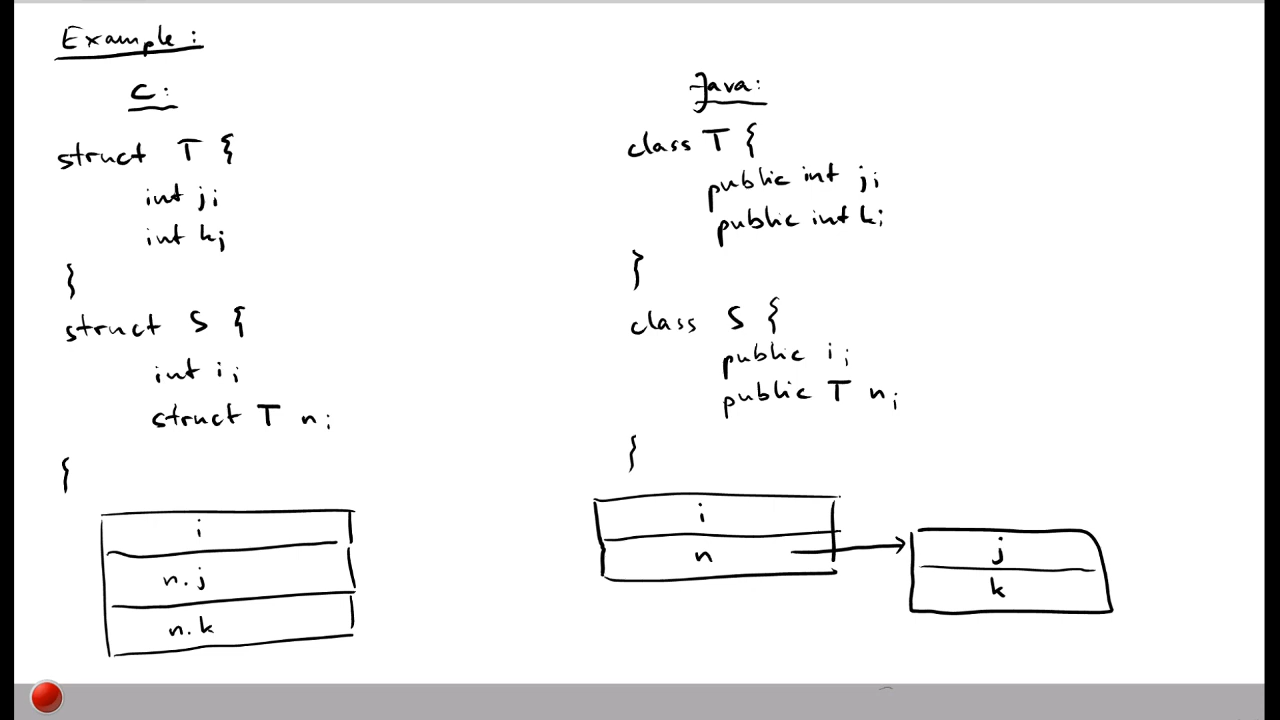 Example:
C:
struct T {
int j;
int k;
}
struct S {
int i;
struct T n;
{
i
n.j
n.k
Java:
class T {
public int j;
public int k;
}
class S {
public i;
public T n;
}
i
n
j
k